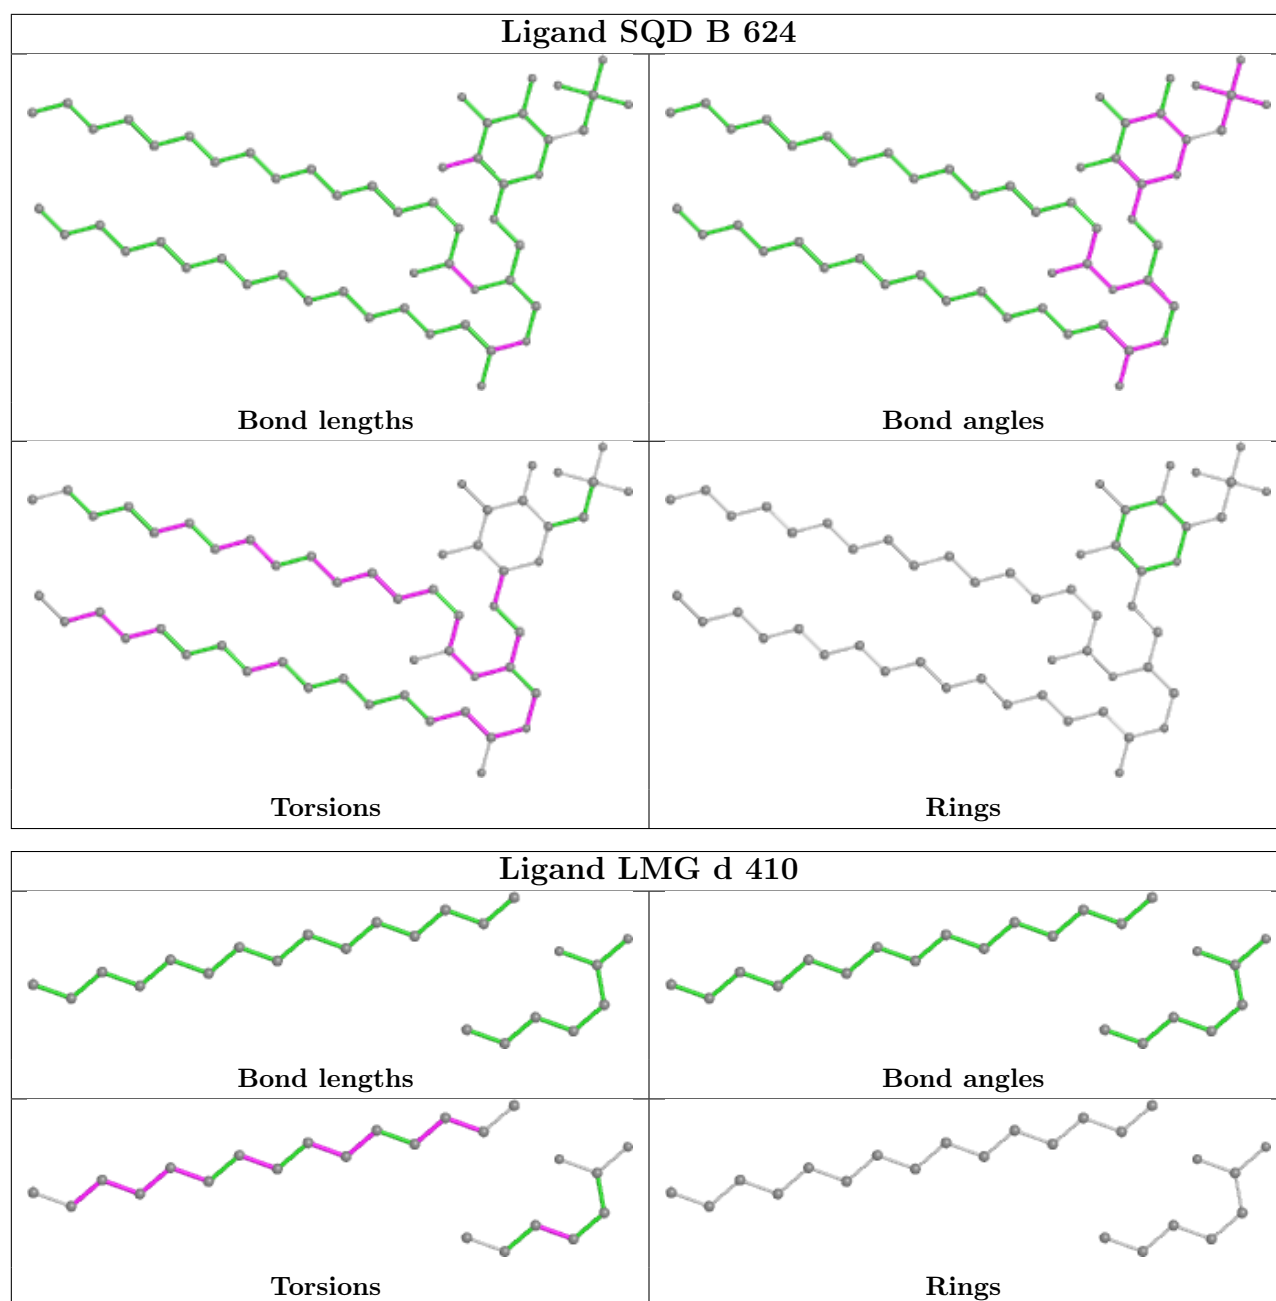 Ligand SQD B 624
Bond lengths
Bond angles
Torsions
Rings
Ligand LMG d 410
Bond lengths
Bond angles
Torsions
Rings